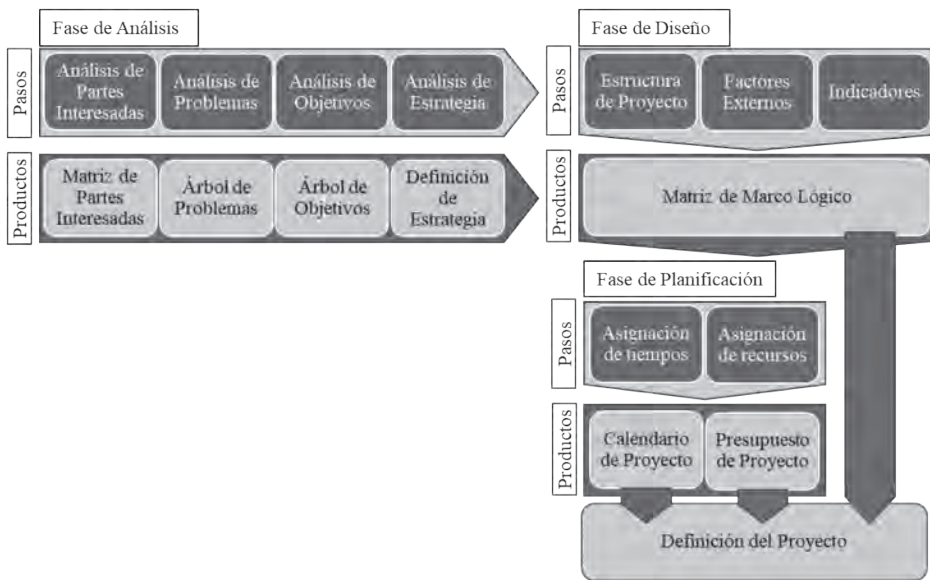 Fase de Análisis
Pasos
Análisis de
Partes
Interesadas
Análisis de
Problemas
Análisis de
Objetivos
Análisis de
Estrategia
Productos
Matriz de
Partes
Interesadas
Árbol de
Problemas
Árbol de
Objetivos
Definición
de
Estrategia
Fase de Diseño
Pasos
Estructura
de Proyecto
Factores
Externos
Indicadores
Productos
Matriz de Marco Lógico
Fase de Planificación
Pasos
Asignación
de tiempos
Asignación
de recursos
Productos
Calendario
de Proyecto
Presupuesto
de Proyecto
Definición del Proyecto